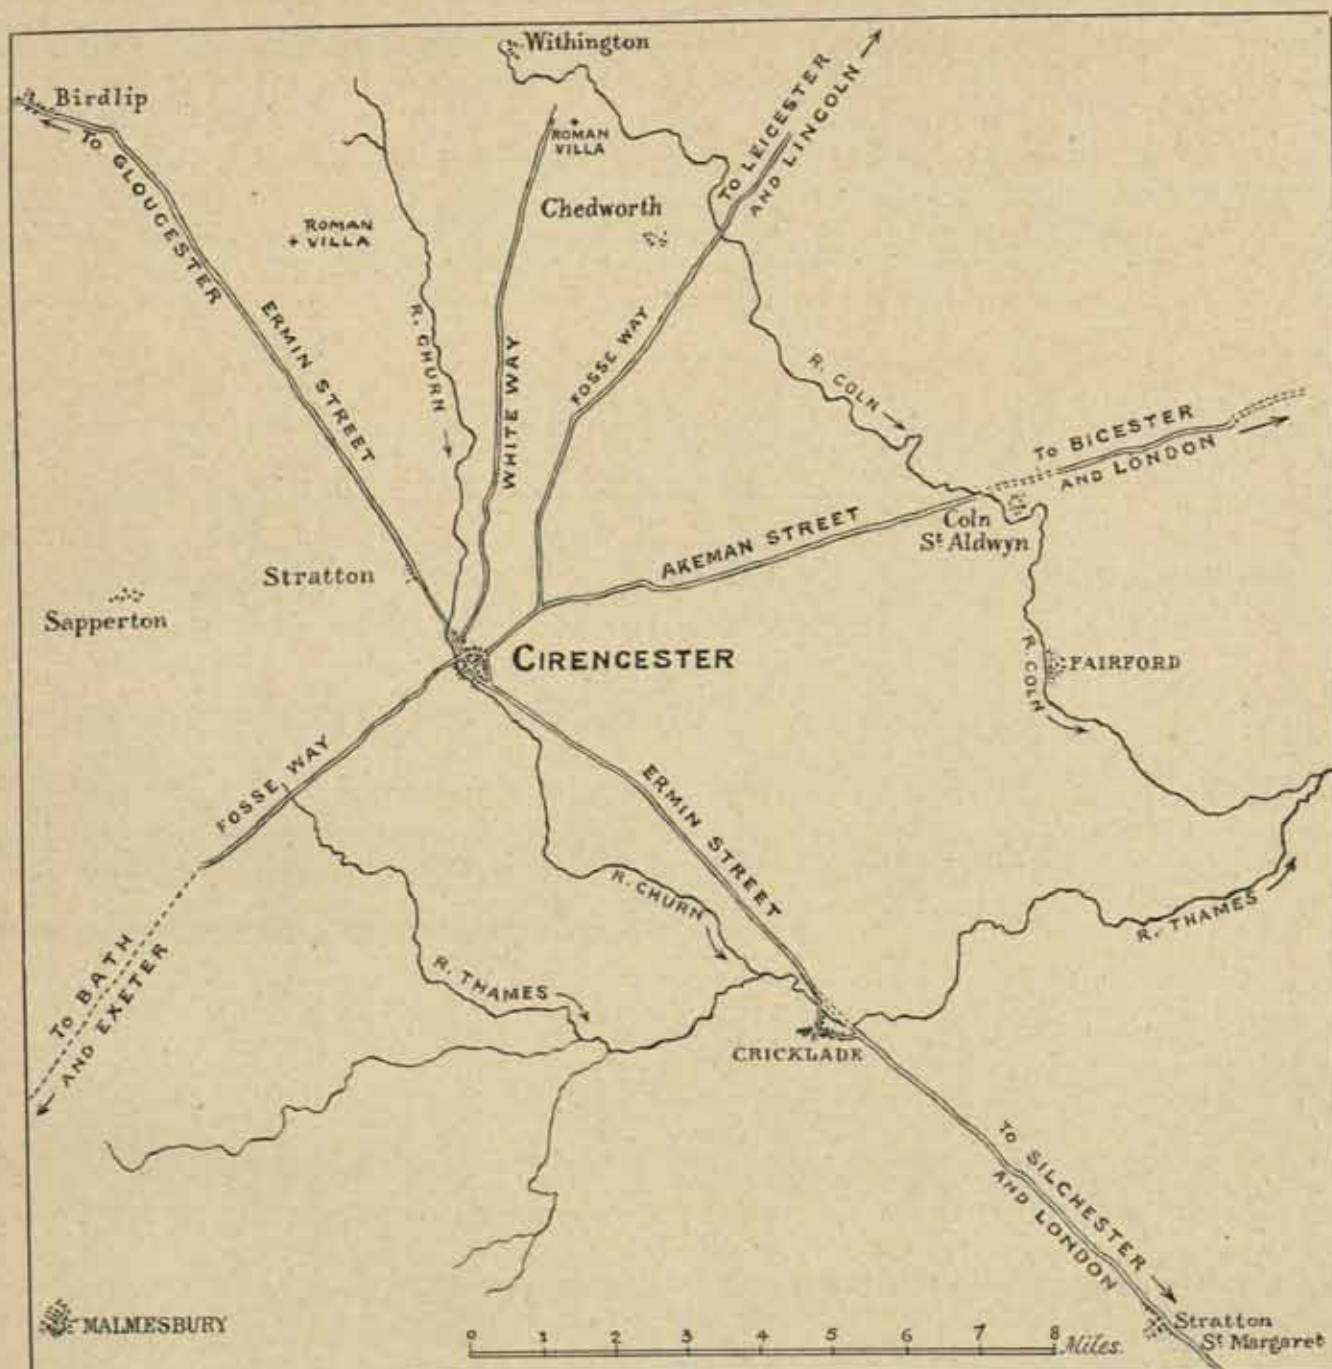 Withington
Birdlip
To GLOUCESTER
ROMAN
VILLA
TO LEICESTER
AND LINCOLN
Chedworth
ROMAN
VILLA
ERMIN STREET
R. CHURN
WHITE WAY
FOSSE WAY
R. COLN
To BICESTER
AND LONDON
AKEMAN STREET
Coln
St Aldwyn
Stratton
Sapperton
CIRENCESTER
R. COLN
FAIRFORD
FOSSE WAY
ERMIN STREET
R. CHURN
R. THAMES
R. THAMES
To BATH
AND EXETER
CRICKLADE
To SILCHESTER
AND LONDON
MALMESBURY
0 1 2 3 4 5 6 7 8 Miles.
Stratton
St Margaret